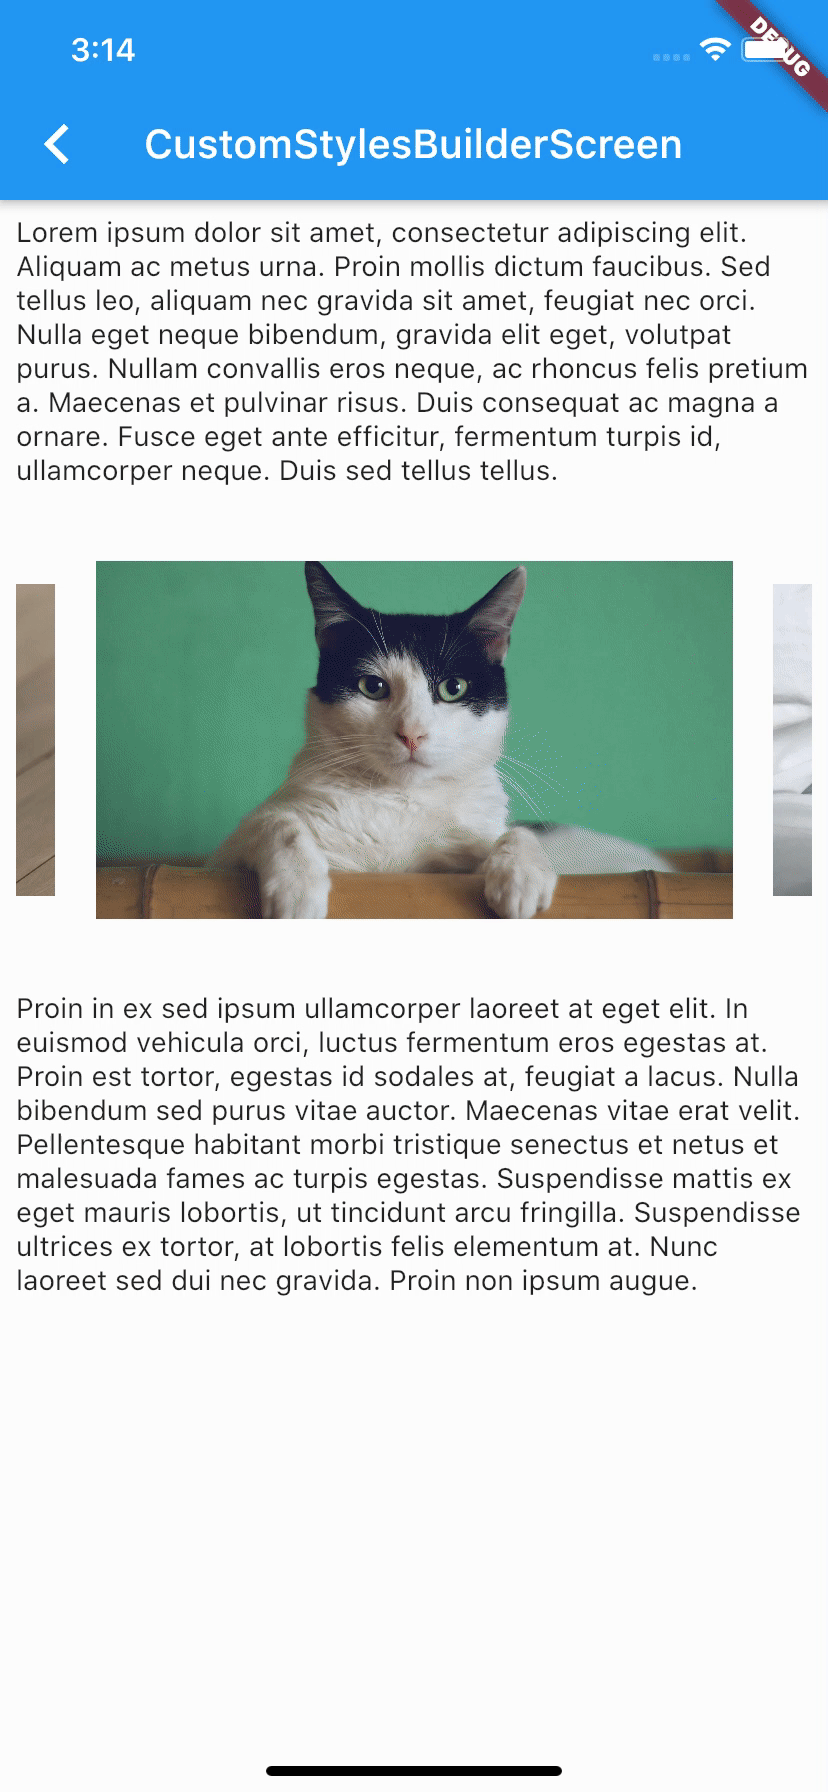 3:14
DEBUG
CustomStylesBuilderScreen
Lorem ipsum dolor sit amet, consectetur adipiscing elit.
Aliquam ac metus urna. Proin mollis dictum faucibus. Sed
tellus leo, aliquam nec gravida sit amet, feugiat nec orci.
Nulla eget neque bibendum, gravida elit eget, volutpat
purus. Nullam convallis eros neque, ac rhoncus felis pretium
a. Maecenas et pulvinar risus. Duis consequat ac magna a
ornare. Fusce eget ante efficitur, fermentum turpis id,
ullamcorper neque. Duis sed tellus tellus.
Proin in ex sed ipsum ullamcorper laoreet at eget elit. In
euismod vehicula orci, luctus fermentum eros egestas at.
Proin est tortor, egestas id sodales at, feugiat a lacus. Nulla
bibendum sed purus vitae auctor. Maecenas vitae erat velit.
Pellentesque habitant morbi tristique senectus et netus et
malesuada fames ac turpis egestas. Suspendisse mattis ex
eget mauris lobortis, ut tincidunt arcu fringilla. Suspendisse
ultrices ex tortor, at lobortis felis elementum at. Nunc
laoreet sed dui nec gravida. Proin non ipsum augue.